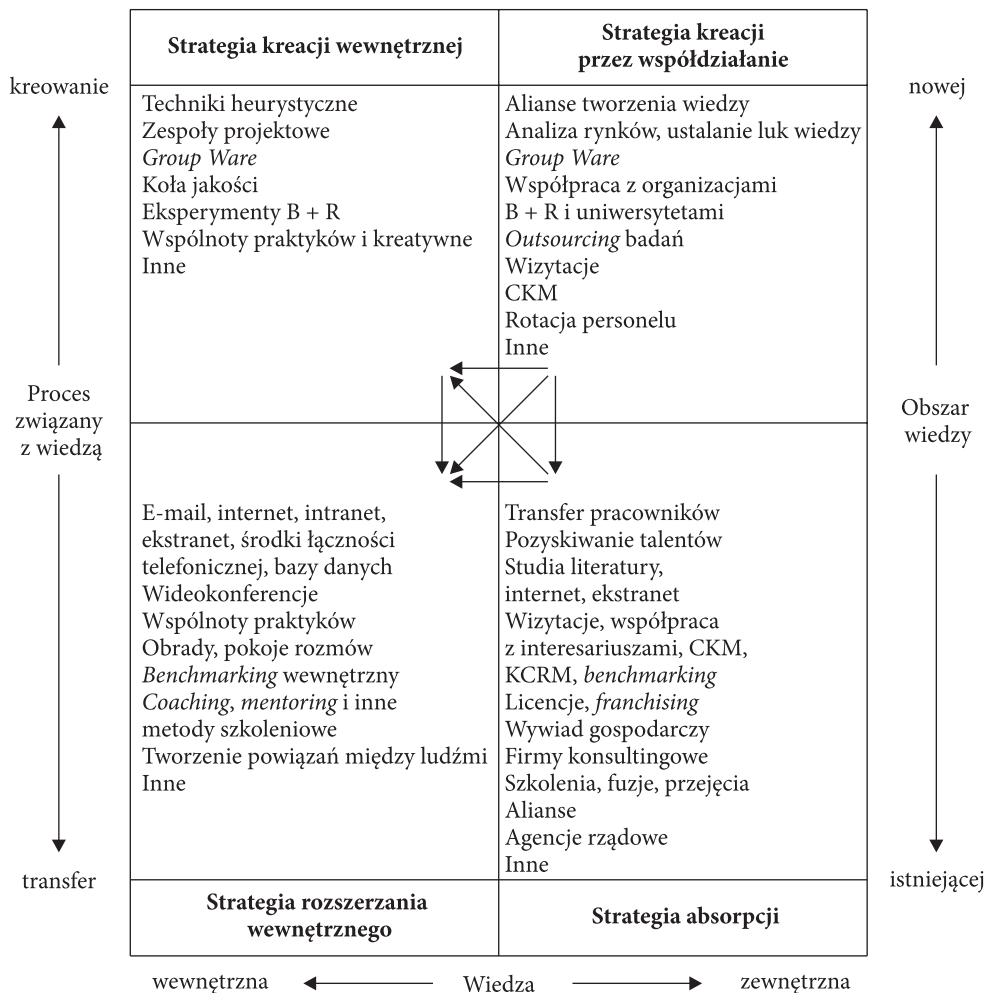 Strategia kreacji wewnętrznej
Strategia kreacji
przez współdziałanie
kreowanie
nowej
Techniki heurystyczne
Zespoły projektowe
Group Ware
Koła jakości
Eksperymenty B + R
Wspólnoty praktyków i kreatywne
Inne
Alianse tworzenia wiedzy
Analiza rynków, ustalanie luk wiedzy
Group Ware
Współpraca z organizacjami
B + R i uniwersytetami
Outsourcing badań
Wizytacje
CKM
Rotacja personelu
Inne
Proces
związany
z wiedzą
Obszar
wiedzy
E-mail, internet, intranet,
ekstranet, środki łączności
telefonicznej, bazy danych
Wideokonferencje
Wspólnoty praktyków
Obrady, pokoje rozmów
Benchmarking wewnętrzny
Coaching, mentoring i inne
metody szkoleniowe
Tworzenie powiązań między ludźmi
Inne
Transfer pracowników
Pozyskiwanie talentów
Studia literatury,
internet, ekstranet
Wizytacje, współpraca
z interesariuszami, CKM,
KCRM, benchmarking
Licencje, franchising
Wywiad gospodarczy
Firmy konsultingowe
Szkolenia, fuzje, przejęcia
Alianse
Agencje rządowe
Inne
transfer
istniejącej
Strategia rozszerzania
wewnętrznego
Strategia absorpcji
wewnętrzna
Wiedza
zewnętrzna